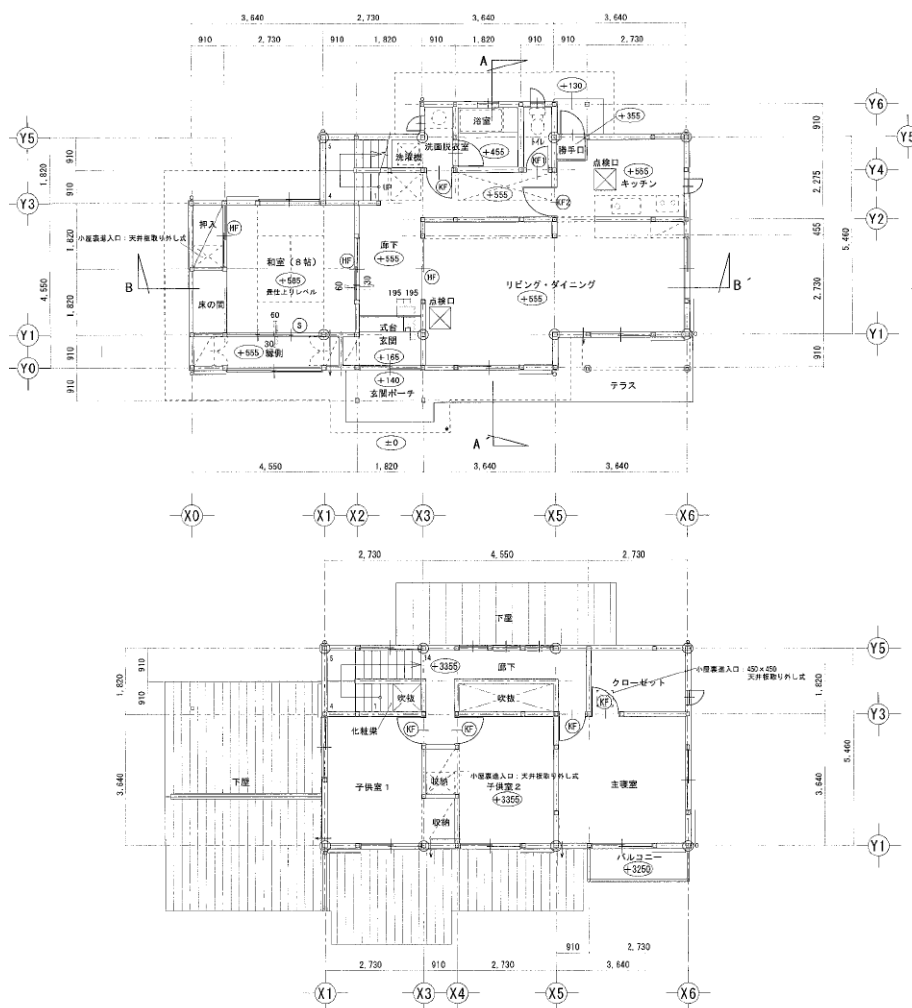 3,640 2,730 3,640 3,640
910 2,730 910 1,820 910 1,820 910 910 2,730
A
+130
Y6
浴室
+355
910
Y5
Y5
910
洗面脱衣室
トイレ
勝手口
洗濯機
+455
KF1
点検口
+555
Y4
1,820
5
キッチン
2,275
910
UP
KF
+555
Y3
4 1
KF2
Y2
押入
HF
小屋裏進入口：天井板取り外し式
廊下
455
1,820
和室（8帖）
HF
+555
HF
リビング・ダイニング
5,460
B
+585
畳仕上りレベル
60
30
195 195
+555
B´
2,730
4,550
床の間
点検口
1,820
60
S
式台
Y1
玄関
Y1
30
+555
縁側
+165
910
Y0
+140
910
玄関ポーチ
テラス
±0
A´
4,550 1,820 3,640 3,640
X0 X1 X2 X3 X5 X6
2,730 4,550 2,730
下屋
Y5
5
14
+3355
廊下
910
小屋裏進入口：450×450
天井板取り外し式
1,820
クローゼット
1,820
910
吹抜
吹抜
KF
4 1
Y3
化粧梁
KF
KF
KF
5,460
小屋裏進入口：天井板取り外し式
下屋
収納
3,640
子供室1
子供室2
主寝室
3,640
+3355
収納
Y1
バルコニー
+3250
910 2,730
2,730 910 2,730 3,640
X1 X3 X4 X5 X6